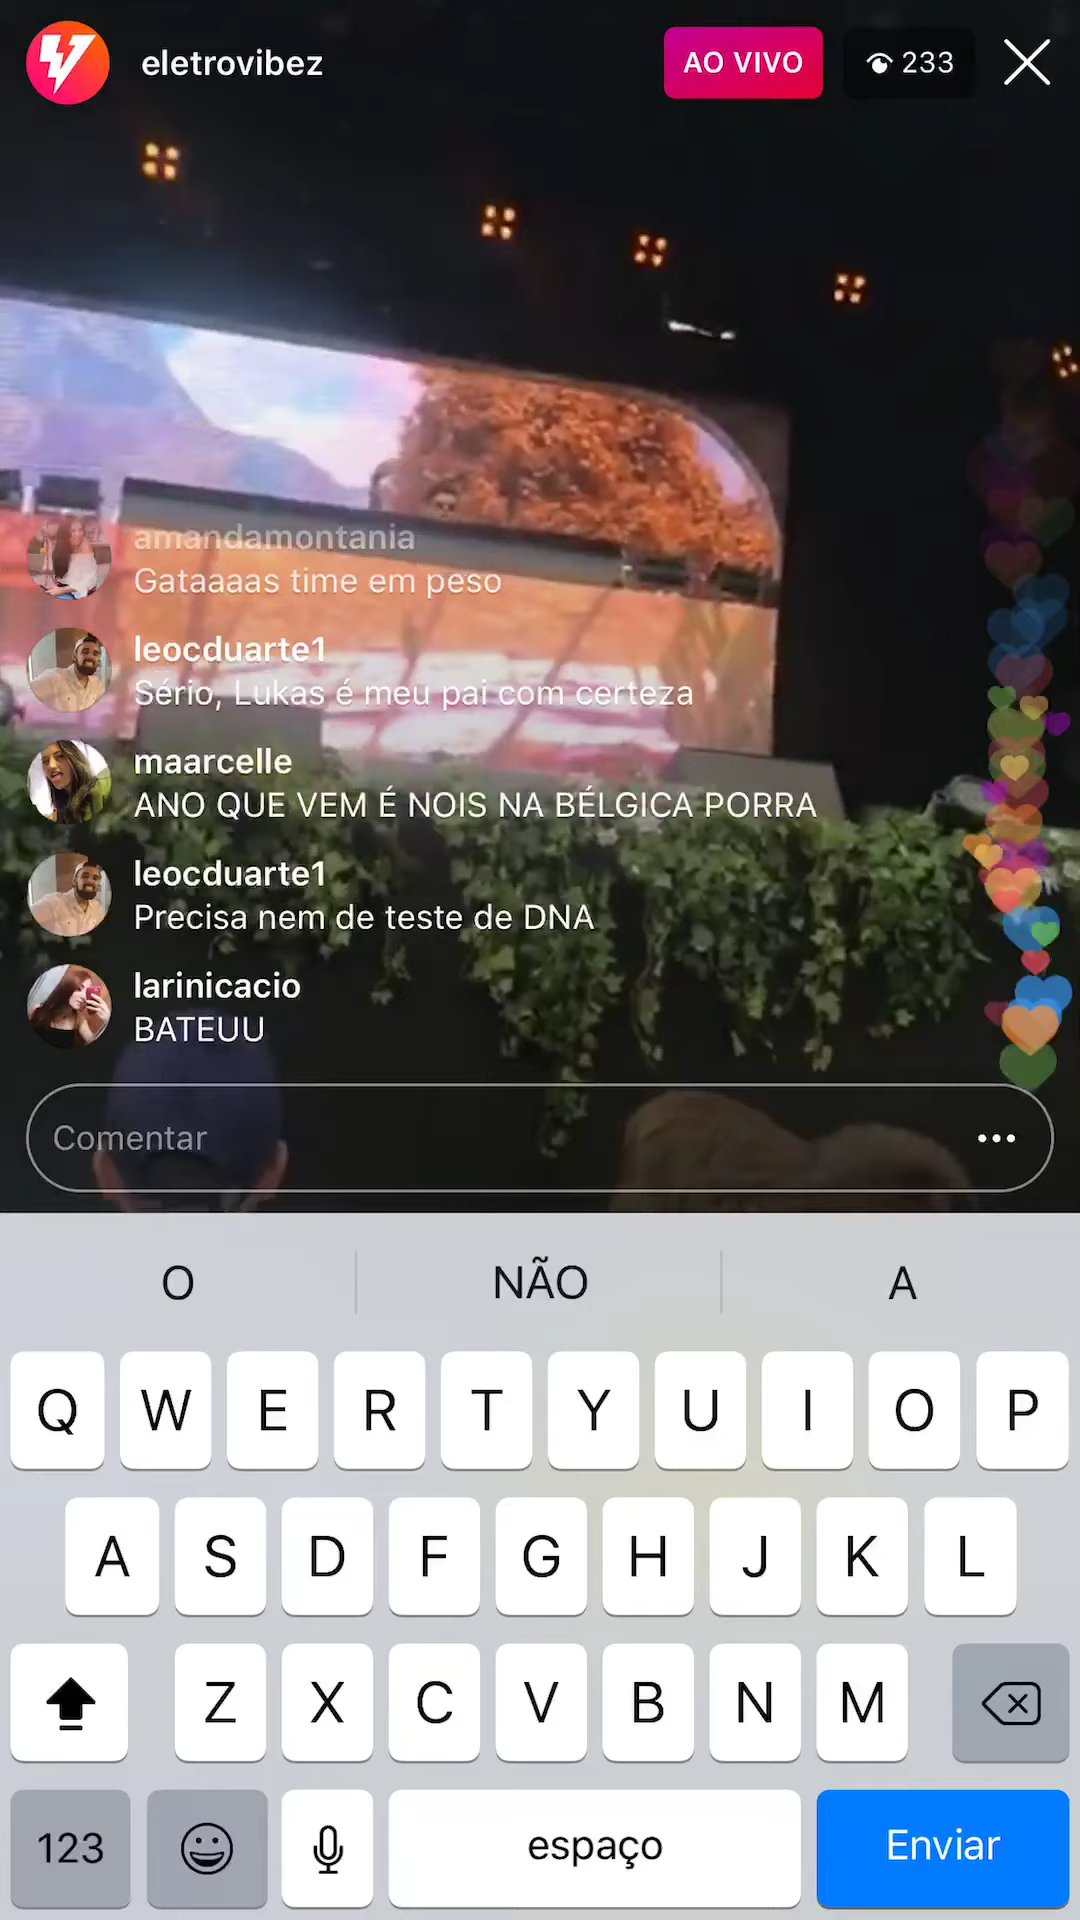 eletrovibez
AO VIVO
233
amandamontania
Gataaaas time em peso
leocduarte1
Sério, Lukas é meu pai com certeza
maarcelle
ANO QUE VEM É NOIS NA BÉLGICA PORRA
leocduarte1
Precisa nem de teste de DNA
larinicacio
BATEUU
Comentar
O NÃO A
Q W E R T Y U I O P
A S D F G H J K L
Z X C V B N M
123 espaço Enviar